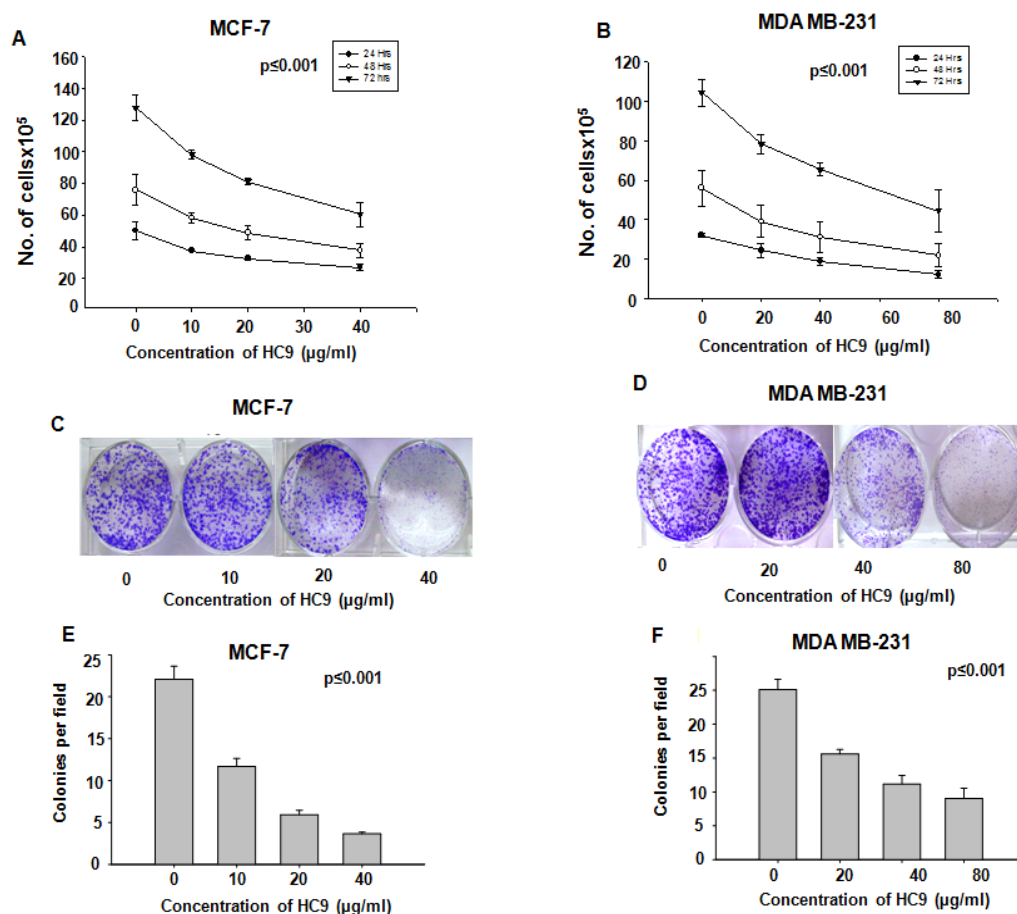 A
MCF-7
160
140
120
100
80
60
40
20
0
No. of cellsx10⁵
p≤0.001
24 Hrs
48 Hrs
72 hrs
0 10 20 30 40
Concentration of HC9 (µg/ml)
B
MDA MB-231
120
100
80
60
40
20
0
No. of cellsx10⁵
p≤0.001
24 Hrs
48 Hrs
72 Hrs
0 20 40 60 80
Concentration of HC9 (µg/ml)
C
MCF-7
0 10 20 40
Concentration of HC9 (µg/ml)
D
MDA MB-231
0 20 40 80
Concentration of HC9 (µg/ml)
E
MCF-7
25
20
15
10
5
0
Colonies per field
p≤0.001
0 10 20 40
Concentration of HC9 (µg/ml)
F
MDA MB-231
25
20
15
10
5
0
Colonies per field
p≤0.001
0 20 40 80
Concentration of HC9 (µg/ml)